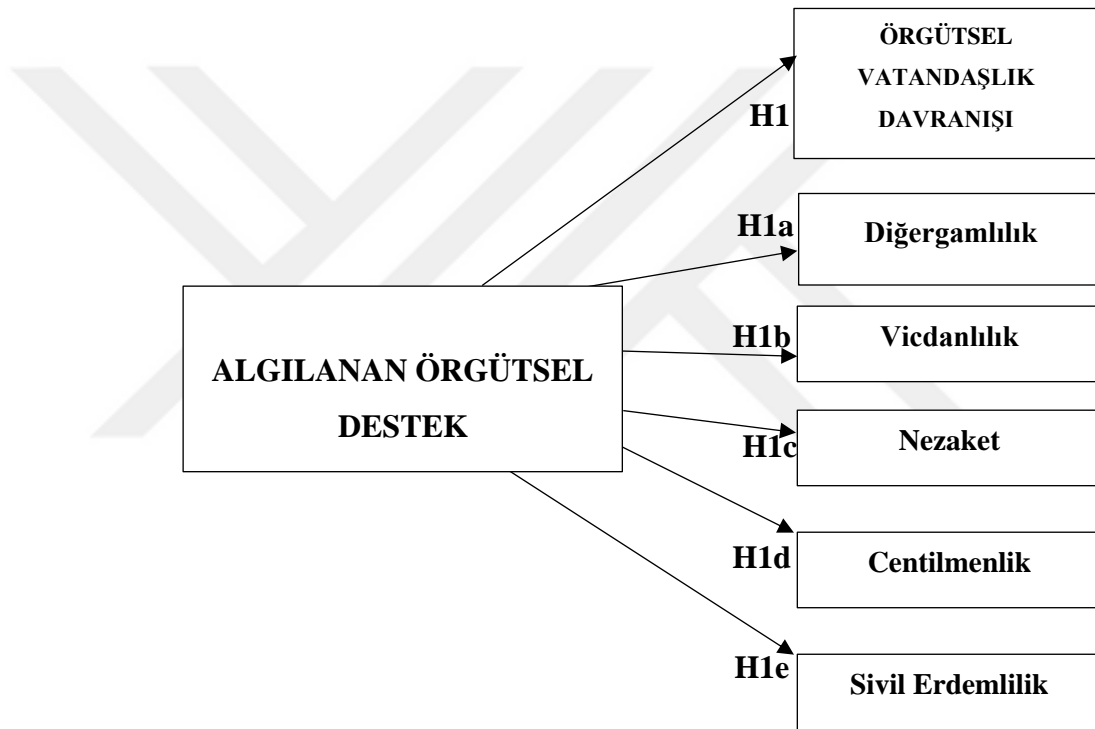 ÖRGÜTSEL
VATANDAŞLIK
DAVRANIŞI
H1
H1a
Diğergamlılık
H1b
Vicdanlılık
ALGILANAN ÖRGÜTSEL
DESTEK
H1c
Nezaket
H1d
Centilmenlik
H1e
Sivil Erdemlilik